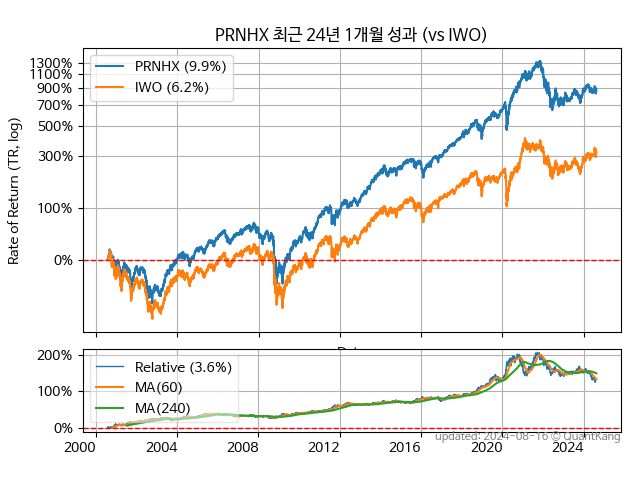 PRNHX 최근 24년 1개월 성과 (vs IWO)
Rate of Return (TR, log)
1300%
1100%
900%
700%
500%
300%
100%
0%
PRNHX (9.9%)
IWO (6.2%)
200%
100%
0%
Relative (3.6%)
MA(60)
MA(240)
2000 2004 2008 2012 2016 2020 2024
updated: 2024-08-16 © QuantKang